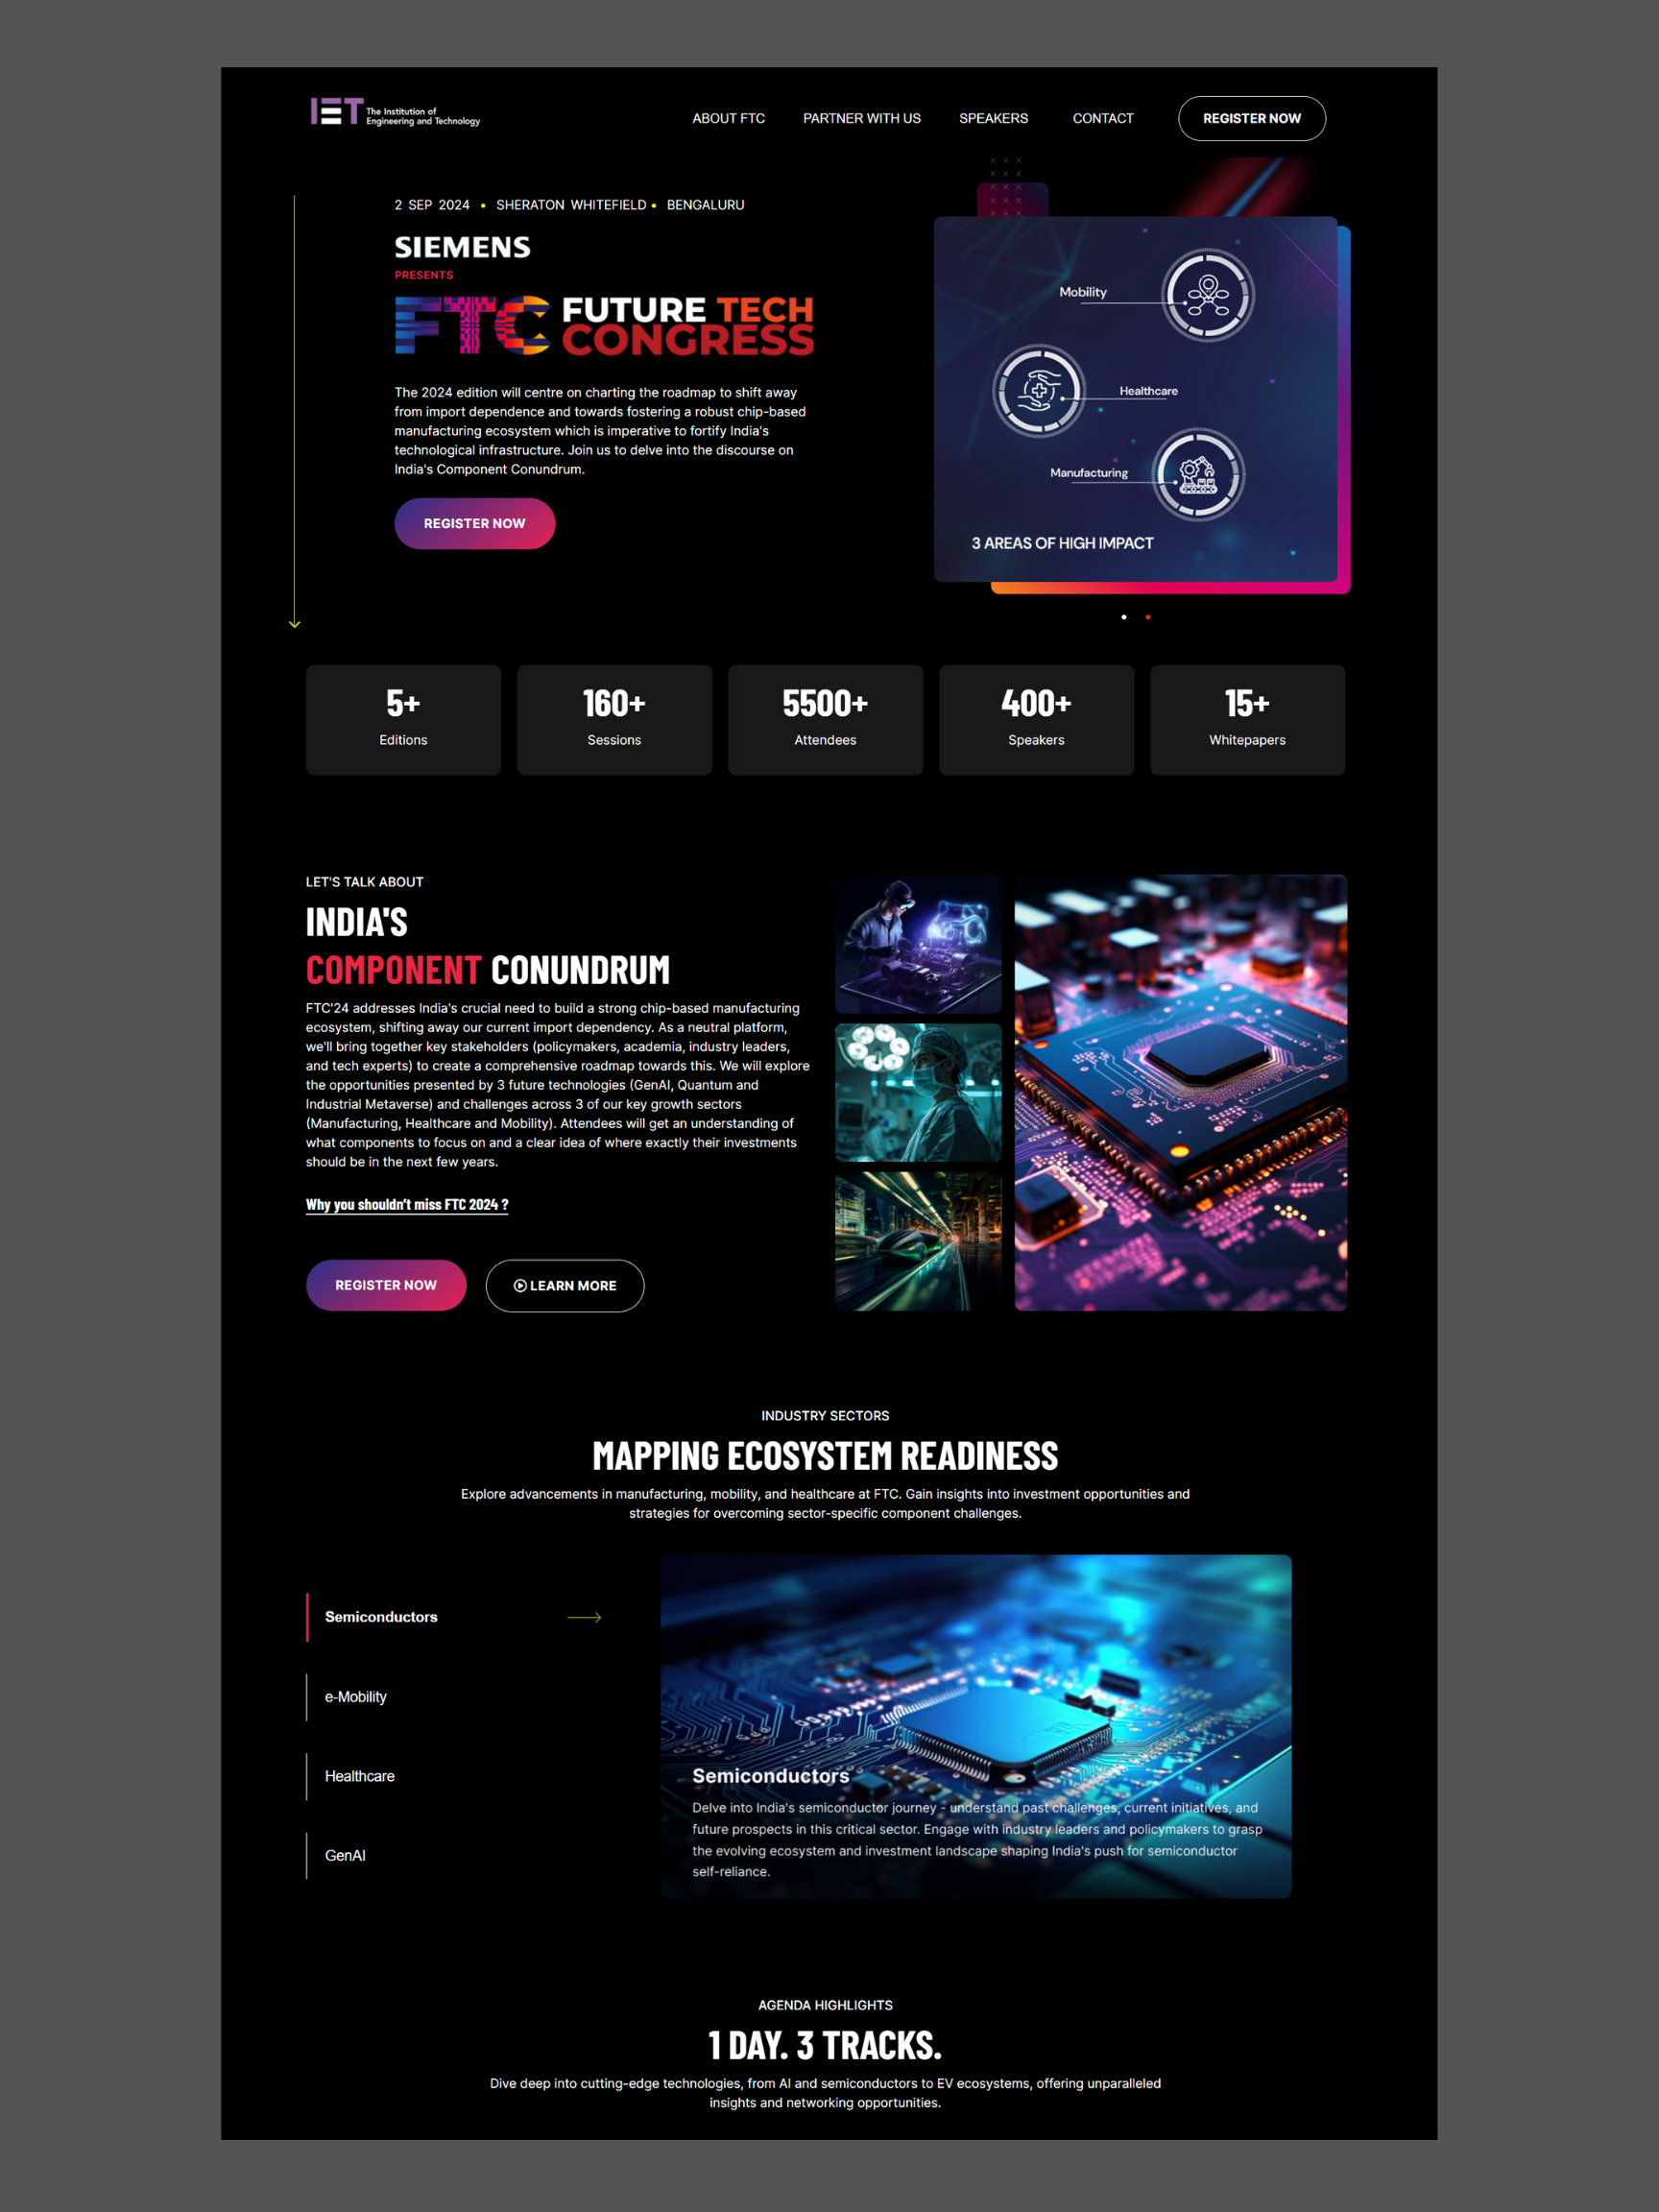 IET The Institution of
Engineering and Technology
ABOUT FTC
PARTNER WITH US
SPEAKERS
CONTACT
REGISTER NOW
2 SEP 2024 • SHERATON WHITEFIELD • BENGALURU
SIEMENS
PRESENTS
FTC FUTURE TECH
CONGRESS
The 2024 edition will centre on charting the roadmap to shift away
from import dependence and towards fostering a robust chip-based
manufacturing ecosystem which is imperative to fortify India's
technological infrastructure. Join us to delve into the discourse on
India's Component Conundrum.
REGISTER NOW
Mobility
Healthcare
Manufacturing
3 AREAS OF HIGH IMPACT
5+
Editions
160+
Sessions
5500+
Attendees
400+
Speakers
15+
Whitepapers
LET'S TALK ABOUT
INDIA'S
COMPONENT CONUNDRUM
FTC'24 addresses India's crucial need to build a strong chip-based manufacturing
ecosystem, shifting away our current import dependency. As a neutral platform,
we'll bring together key stakeholders (policymakers, academia, industry leaders,
and tech experts) to create a comprehensive roadmap towards this. We will explore
the opportunities presented by 3 future technologies (GenAI, Quantum and
Industrial Metaverse) and challenges across 3 of our key growth sectors
(Manufacturing, Healthcare and Mobility). Attendees will get an understanding of
what components to focus on and a clear idea of where exactly their investments
should be in the next few years.
Why you shouldn't miss FTC 2024 ?
REGISTER NOW
LEARN MORE
INDUSTRY SECTORS
MAPPING ECOSYSTEM READINESS
Explore advancements in manufacturing, mobility, and healthcare at FTC. Gain insights into investment opportunities and
strategies for overcoming sector-specific component challenges.
Semiconductors
e-Mobility
Healthcare
GenAI
Semiconductors
Delve into India's semiconductor journey - understand past challenges, current initiatives, and
future prospects in this critical sector. Engage with industry leaders and policymakers to grasp
the evolving ecosystem and investment landscape shaping India's push for semiconductor
self-reliance.
AGENDA HIGHLIGHTS
1 DAY. 3 TRACKS.
Dive deep into cutting-edge technologies, from AI and semiconductors to EV ecosystems, offering unparalleled
insights and networking opportunities.